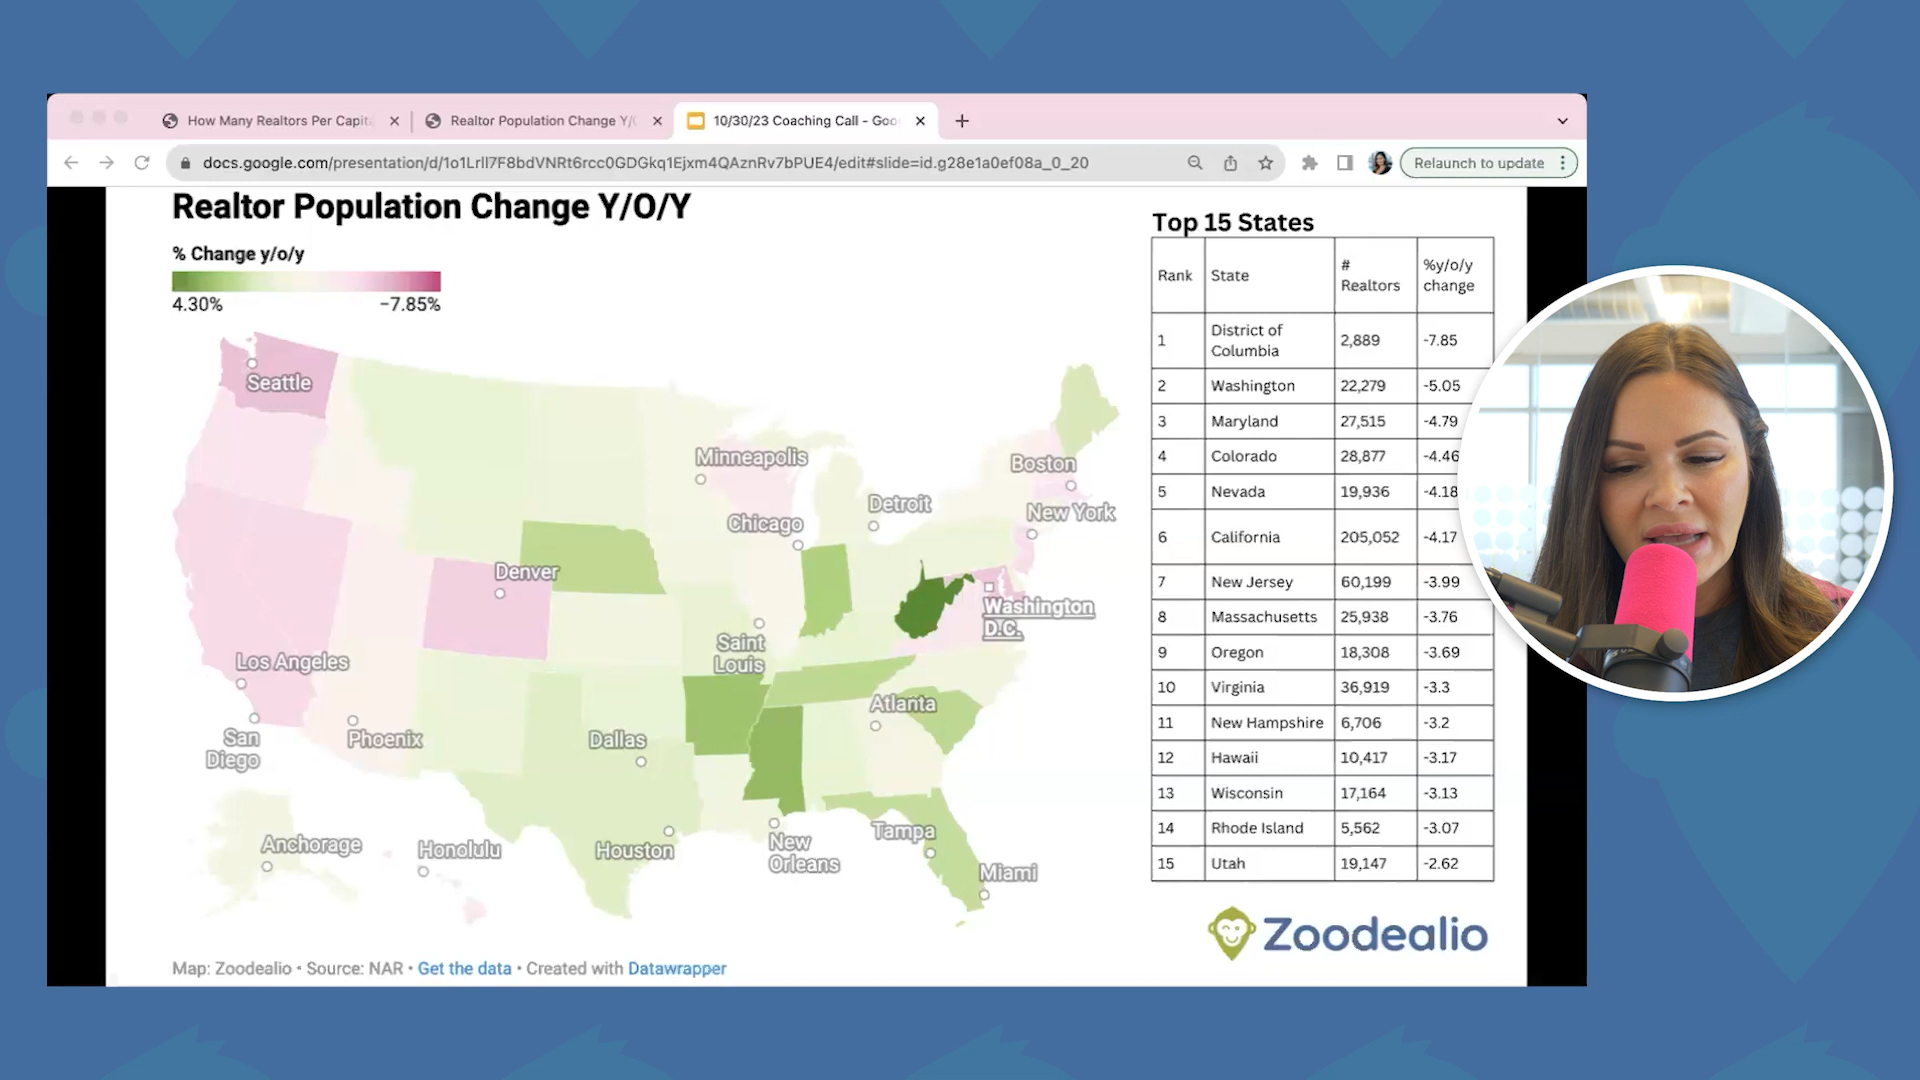 How Many Realtors Per Capit
Realtor Population Change Y/
10/30/23 Coaching Call - Goo
docs.google.com/presentation/d/1o1Lrll7F8bdVNRt6rcc0GDGkq1Ejxm4QAznRv7bPUE4/edit#slide=id.g28e1a0ef08a_0_20
Relaunch to update
Realtor Population Change Y/O/Y
% Change y/o/y
4.30% −7.85%
Seattle
Minneapolis
Boston
Detroit
New York
Chicago
Denver
Washington
D.C.
Saint
Louis
Los Angeles
Atlanta
San
Diego
Phoenix
Dallas
Tampa
Anchorage
Honolulu
Houston
New
Orleans
Miami
Map: Zoodealio • Source: NAR • Get the data • Created with Datawrapper
Top 15 States
Rank State # Realtors %y/o/y change
1 District of Columbia 2,889 -7.85
2 Washington 22,279 -5.05
3 Maryland 27,515 -4.79
4 Colorado 28,877 -4.46
5 Nevada 19,936 -4.18
6 California 205,052 -4.17
7 New Jersey 60,199 -3.99
8 Massachusetts 25,938 -3.76
9 Oregon 18,308 -3.69
10 Virginia 36,919 -3.3
11 New Hampshire 6,706 -3.2
12 Hawaii 10,417 -3.17
13 Wisconsin 17,164 -3.13
14 Rhode Island 5,562 -3.07
15 Utah 19,147 -2.62
Zoodealio